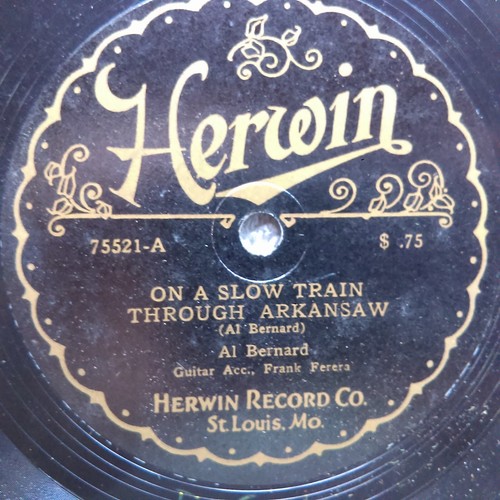 Herwin
75521-A $ .75
ON A SLOW TRAIN
THROUGH ARKANSAW
(Al Bernard)
Al Bernard
Guitar Acc., Frank Ferera
HERWIN RECORD CO.
St. Louis, Mo.